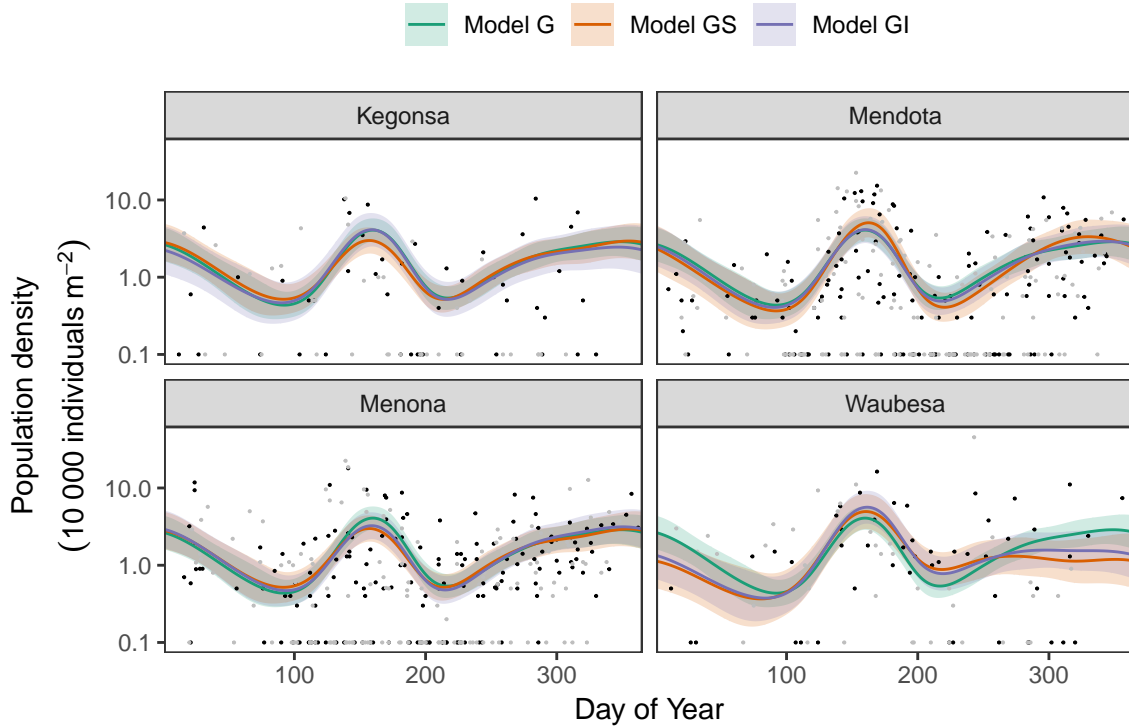 Model G Model GS Model GI
Kegonsa Mendota
10.0
1.0
0.1
Menona Waubesa
10.0
1.0
0.1
100 200 300 100 200 300
Day of Year
Population density
(10 000 individuals m⁻²)